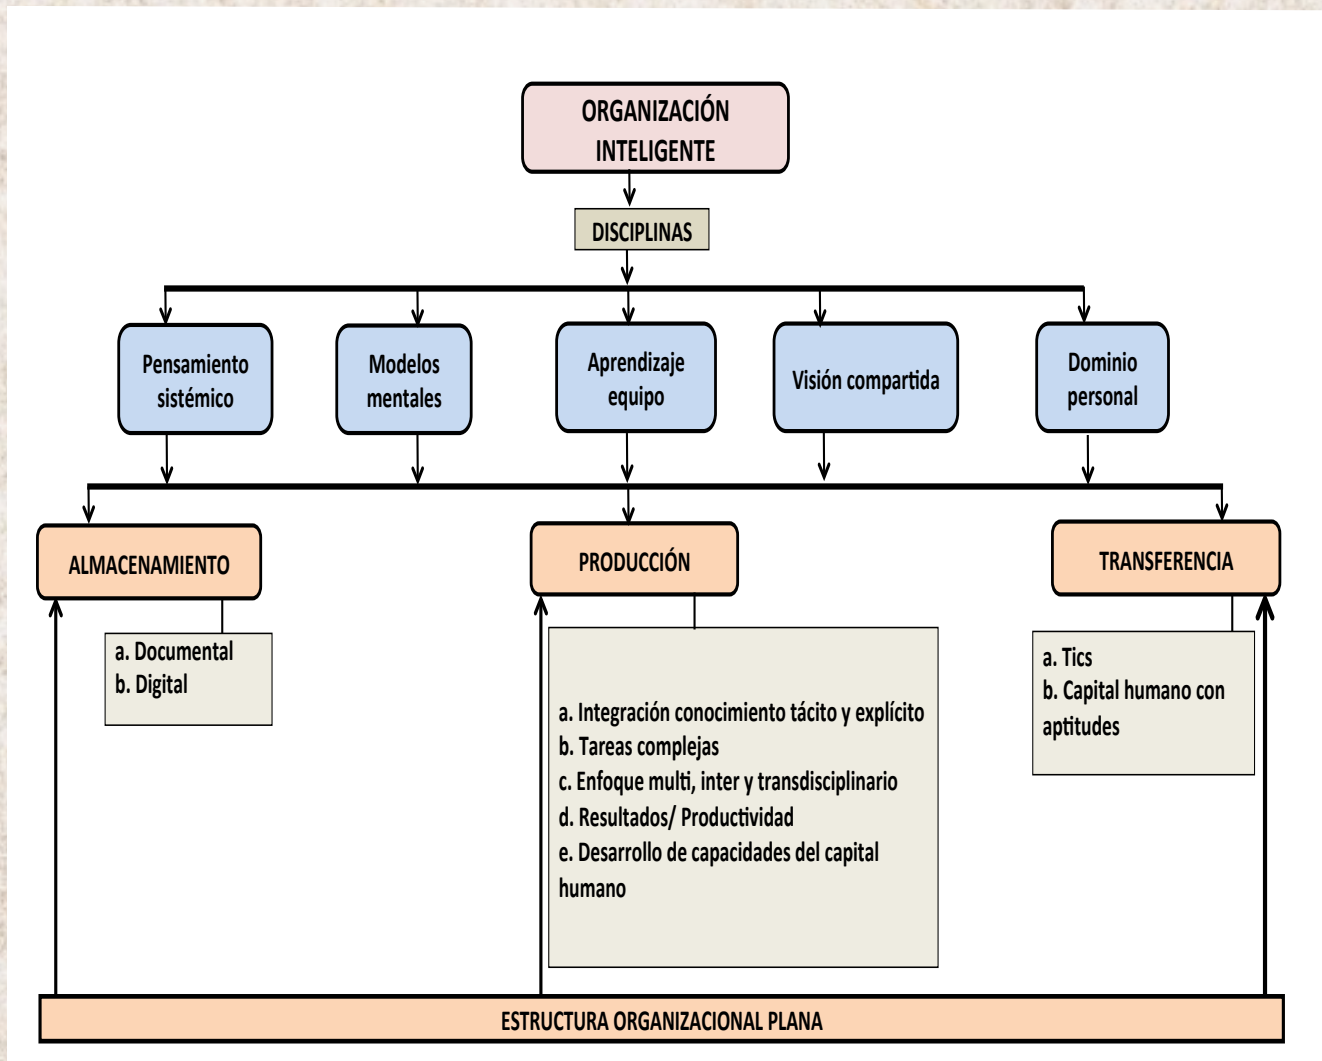 ORGANIZACIÓN
INTELIGENTE
DISCIPLINAS
Pensamiento
sistémico
Modelos
mentales
Aprendizaje
equipo
Visión compartida
Dominio
personal
ALMACENAMIENTO
PRODUCCIÓN
TRANSFERENCIA
a. Documental
b. Digital
a. Integración conocimiento tácito y explícito
b. Tareas complejas
c. Enfoque multi, inter y transdisciplinario
d. Resultados/ Productividad
e. Desarrollo de capacidades del capital
humano
a. Tics
b. Capital humano con
aptitudes
ESTRUCTURA ORGANIZACIONAL PLANA